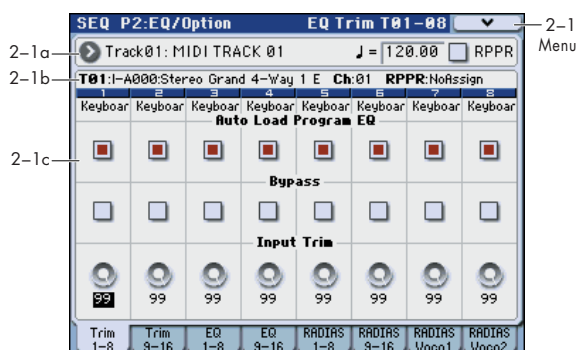 SEQ P2:EQ/Option EQ Trim T01-08
2-1
Menu
2-1a
Track01: MIDI TRACK 01 ♩= 120.00 RPPR
2-1b
T01:I-A000:Stereo Grand 4-Way 1 E Ch:01 RPPR:NoAssign
1 2 3 4 5 6 7 8
Keyboar Keyboar Keyboar Keyboar Keyboar Keyboar Keyboar Keyboar
Auto Load Program EQ
2-1c
Bypass
Input Trim
99 99 99 99 99 99 99 99
Trim Trim EQ EQ RADIAS RADIAS RADIAS RADIAS
1-8 9-16 1-8 9-16 1-8 9-16 Voco1 Voco2